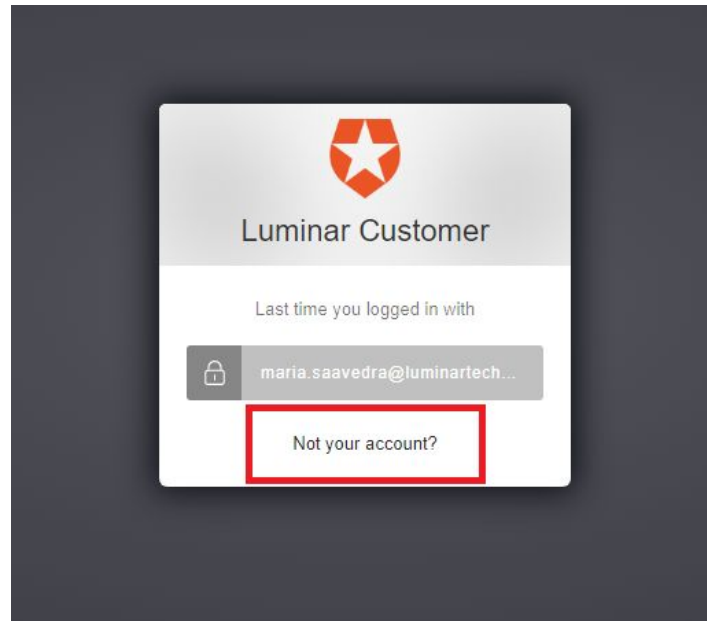 Luminar Customer
Last time you logged in with
maria.saavedra@luminartech...
Not your account?